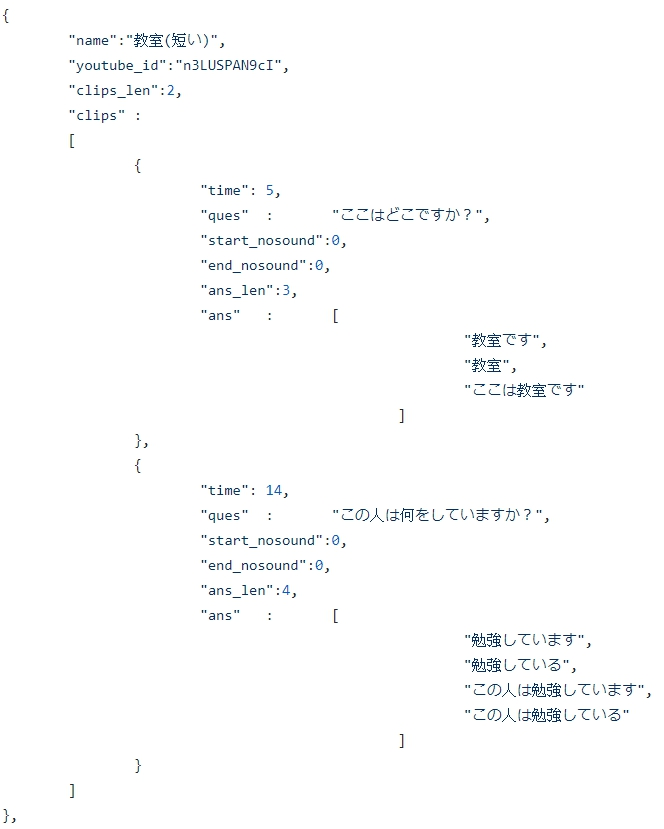 {
"name":"教室(短い)",
"youtube_id":"n3LUSPAN9cI",
"clips_len":2,
"clips" :
[
{
"time": 5,
"ques" : "ここはどこですか？",
"start_nosound":0,
"end_nosound":0,
"ans_len":3,
"ans" : [
"教室です",
"教室",
"ここは教室です"
]
},
{
"time": 14,
"ques" : "この人は何をしていますか？",
"start_nosound":0,
"end_nosound":0,
"ans_len":4,
"ans" : [
"勉強しています",
"勉強している",
"この人は勉強しています",
"この人は勉強している"
]
}
]
},